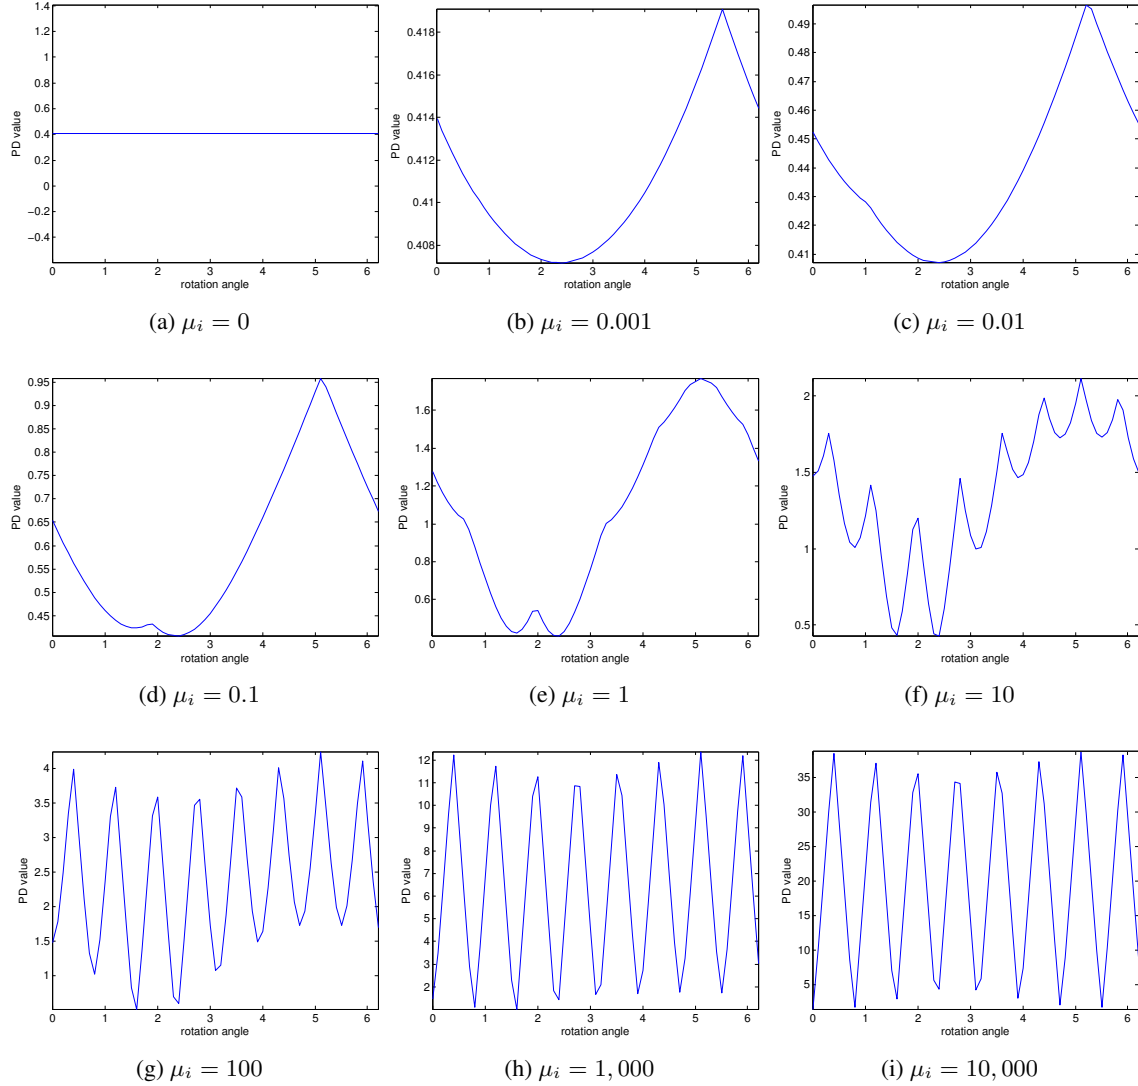 PD value
1.4
1.2
1
0.8
0.6
0.4
0.2
0
−0.2
−0.4
0 1 2 3 4 5 6
rotation angle
(a) μi = 0
PD value
0.418
0.416
0.414
0.412
0.41
0.408
0 1 2 3 4 5 6
rotation angle
(b) μi = 0.001
PD value
0.49
0.48
0.47
0.46
0.45
0.44
0.43
0.42
0.41
0 1 2 3 4 5 6
rotation angle
(c) μi = 0.01
PD value
0.95
0.9
0.85
0.8
0.75
0.7
0.65
0.6
0.55
0.5
0.45
0 1 2 3 4 5 6
rotation angle
(d) μi = 0.1
PD value
1.6
1.4
1.2
1
0.8
0.6
0 1 2 3 4 5 6
rotation angle
(e) μi = 1
PD value
2
1.5
1
0.5
0 1 2 3 4 5 6
rotation angle
(f) μi = 10
PD value
4
3.5
3
2.5
2
1.5
1
0 1 2 3 4 5 6
rotation angle
(g) μi = 100
PD value
12
11
10
9
8
7
6
5
4
3
2
0 1 2 3 4 5 6
rotation angle
(h) μi = 1,000
PD value
35
30
25
20
15
10
5
0 1 2 3 4 5 6
rotation angle
(i) μi = 10,000